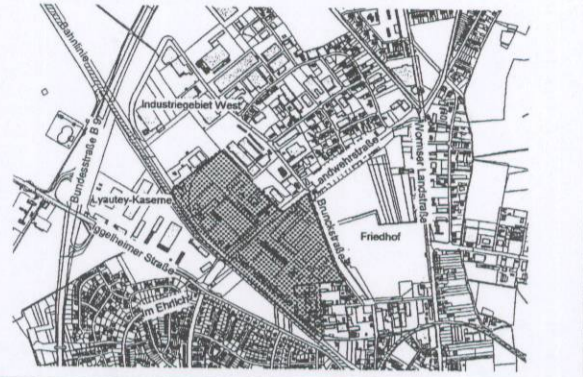 Bahnlinie
Industriegebiet West
Bundesstraße B 9
Landwehrstraße
Wormser Landstraße
Lyautey-Kaserne
Brunckstraße
Friedhof
Iggelheimer Straße
Im Ehrlich